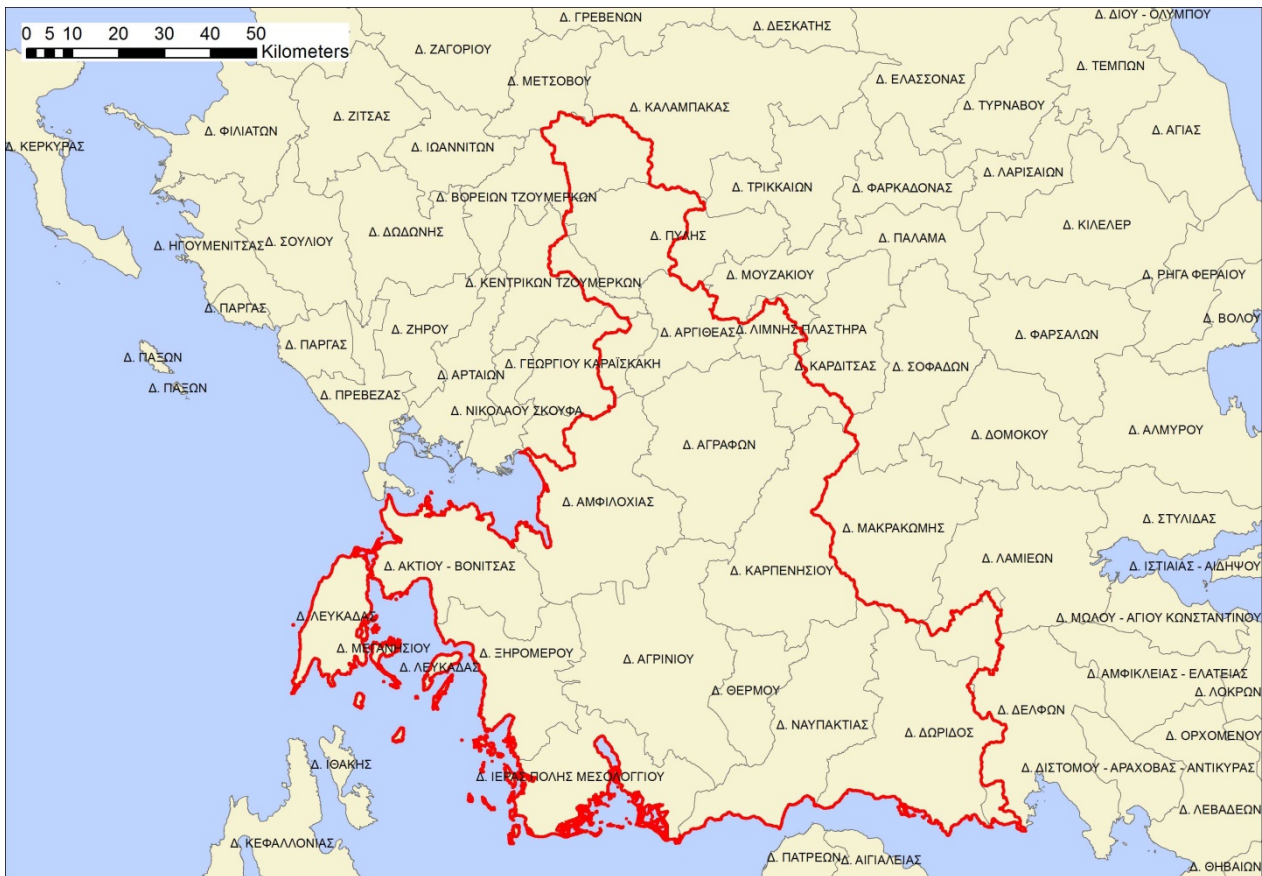 Δ. ΓΡΕΒΕΝΩΝ
Δ. ΔΕΣΚΑΤΗΣ
Δ. ΔΙΟΥ - ΟΛΥΜΠΟΥ
0 5 10 20 30 40 50
Kilometers
Δ. ΖΑΓΟΡΙΟΥ
Δ. ΜΕΤΣΟΒΟΥ
Δ. ΕΛΑΣΣΟΝΑΣ
Δ. ΤΕΜΠΩΝ
Δ. ΚΑΛΑΜΠΑΚΑΣ
Δ. ΤΥΡΝΑΒΟΥ
Δ. ΖΙΤΣΑΣ
Δ. ΦΙΛΙΑΤΩΝ
Δ. ΑΓΙΑΣ
Δ. ΚΕΡΚΥΡΑΣ
Δ. ΙΩΑΝΝΙΤΩΝ
Δ. ΛΑΡΙΣΑΙΩΝ
Δ. ΤΡΙΚΚΑΙΩΝ
Δ. ΦΑΡΚΑΔΟΝΑΣ
Δ. ΒΟΡΕΙΩΝ ΤΖΟΥΜΕΡΚΩΝ
Δ. ΚΙΛΕΛΕΡ
Δ. ΔΩΔΩΝΗΣ
Δ. ΠΥΛΗΣ
Δ. ΠΑΛΑΜΑ
Δ. ΗΓΟΥΜΕΝΙΤΣΑΣ
Δ. ΣΟΥΛΙΟΥ
Δ. ΜΟΥΖΑΚΙΟΥ
Δ. ΡΗΓΑ ΦΕΡΑΙΟΥ
Δ. ΚΕΝΤΡΙΚΩΝ ΤΖΟΥΜΕΡΚΩΝ
Δ. ΠΑΡΓΑΣ
Δ. ΒΟΛΟΥ
Δ. ΖΗΡΟΥ
Δ. ΑΡΓΙΘΕΑΣ
Δ. ΛΙΜΝΗΣ ΠΛΑΣΤΗΡΑ
Δ. ΦΑΡΣΑΛΩΝ
Δ. ΠΑΡΓΑΣ
Δ. ΠΑΞΩΝ
Δ. ΓΕΩΡΓΙΟΥ ΚΑΡΑΪΣΚΑΚΗ
Δ. ΚΑΡΔΙΤΣΑΣ
Δ. ΣΟΦΑΔΩΝ
Δ. ΑΡΤΑΙΩΝ
Δ. ΠΑΞΩΝ
Δ. ΠΡΕΒΕΖΑΣ
Δ. ΝΙΚΟΛΑΟΥ ΣΚΟΥΦΑ
Δ. ΑΛΜΥΡΟΥ
Δ. ΔΟΜΟΚΟΥ
Δ. ΑΓΡΑΦΩΝ
Δ. ΑΜΦΙΛΟΧΙΑΣ
Δ. ΣΤΥΛΙΔΑΣ
Δ. ΜΑΚΡΑΚΩΜΗΣ
Δ. ΛΑΜΙΕΩΝ
Δ. ΑΚΤΙΟΥ - ΒΟΝΙΤΣΑΣ
Δ. ΚΑΡΠΕΝΗΣΙΟΥ
Δ. ΙΣΤΙΑΙΑΣ - ΑΙΔΗΨΟΥ
Δ. ΛΕΥΚΑΔΑΣ
Δ. ΜΩΛΟΥ - ΑΓΙΟΥ ΚΩΝΣΤΑΝΤΙΝΟΥ
Δ. ΜΕΓΑΝΗΣΙΟΥ
Δ. ΞΗΡΟΜΕΡΟΥ
Δ. ΑΓΡΙΝΙΟΥ
Δ. ΛΕΥΚΑΔΑΣ
Δ. ΑΜΦΙΚΛΕΙΑΣ - ΕΛΑΤΕΙΑΣ
Δ. ΘΕΡΜΟΥ
Δ. ΛΟΚΡΩΝ
Δ. ΔΕΛΦΩΝ
Δ. ΝΑΥΠΑΚΤΙΑΣ
Δ. ΔΩΡΙΔΟΣ
Δ. ΟΡΧΟΜΕΝΟΥ
Δ. ΙΘΑΚΗΣ
Δ. ΔΙΣΤΟΜΟΥ - ΑΡΑΧΟΒΑΣ - ΑΝΤΙΚΥΡΑΣ
Δ. ΙΕΡΑΣ ΠΟΛΗΣ ΜΕΣΟΛΟΓΓΙΟΥ
Δ. ΛΕΒΑΔΕΩΝ
Δ. ΚΕΦΑΛΛΟΝΙΑΣ
Δ. ΠΑΤΡΕΩΝ
Δ. ΑΙΓΙΑΛΕΙΑΣ
Δ. ΘΗΒΑΙΩΝ